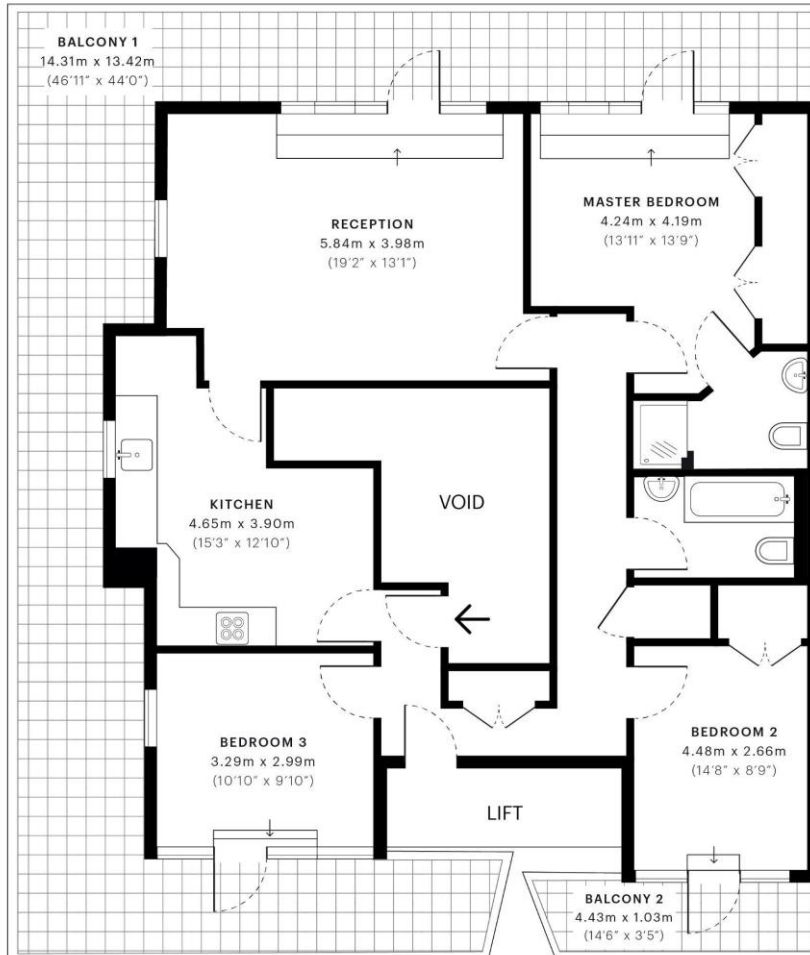 BALCONY 1
14.31m x 13.42m
(46'11" x 44'0")
RECEPTION
5.84m x 3.98m
(19'2" x 13'1")
MASTER BEDROOM
4.24m x 4.19m
(13'11" x 13'9")
KITCHEN
4.65m x 3.90m
(15'3" x 12'10")
VOID
BEDROOM 3
3.29m x 2.99m
(10'10" x 9'10")
BEDROOM 2
4.48m x 2.66m
(14'8" x 8'9")
LIFT
BALCONY 2
4.43m x 1.03m
(14'6" x 3'5")